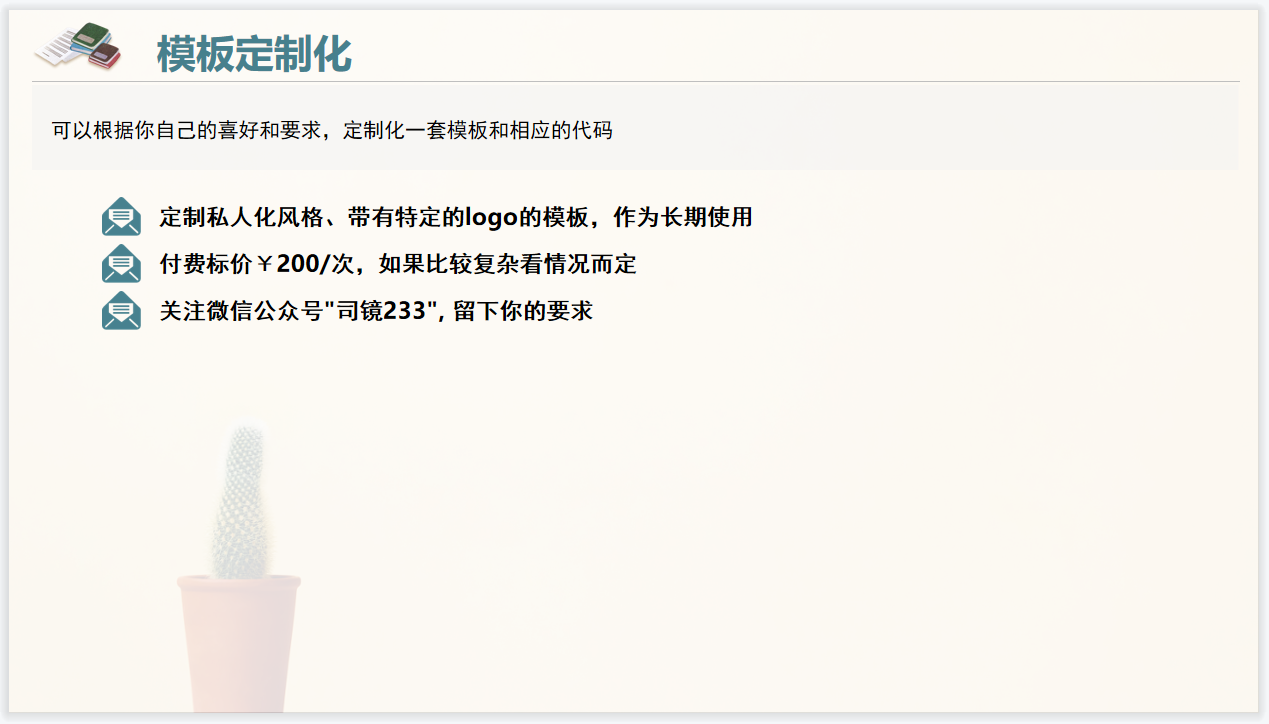 模板定制化
可以根据你自己的喜好和要求，定制化一套模板和相应的代码
定制私人化风格、带有特定的logo的模板，作为长期使用
付费标价￥200/次，如果比较复杂看情况而定
关注微信公众号"司镜233", 留下你的要求